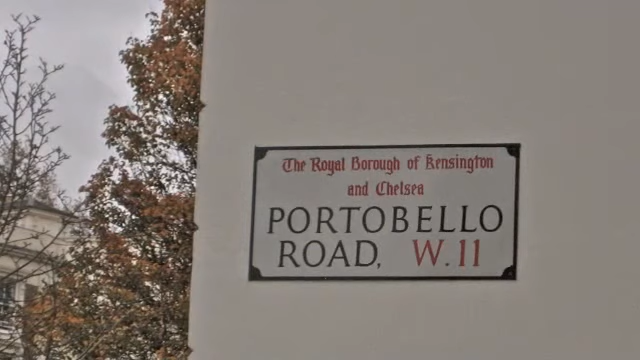 The Royal Borough of Kensington
and Chelsea
PORTOBELLO
ROAD, W.11